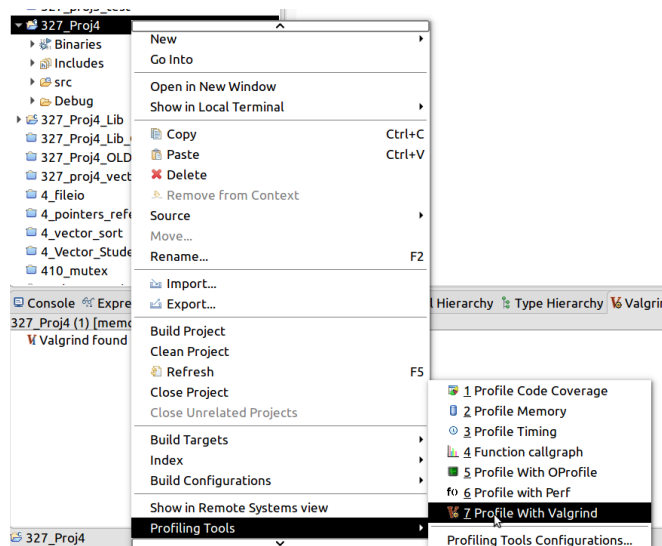 327_proj3_test
327_Proj4
Binaries
Includes
src
Debug
327_Proj4_Lib
327_Proj4_Lib_
327_Proj4_OLD
327_proj4_vect
4_fileio
4_pointers_refe
4_vector_sort
4_Vector_Stude
410_mutex
New
Go Into
Open in New Window
Show in Local Terminal
Copy Ctrl+C
Paste Ctrl+V
Delete
Remove from Context
Source
Move...
Rename... F2
Import...
Export...
Build Project
Clean Project
Refresh F5
Close Project
Close Unrelated Projects
Build Targets
Index
Build Configurations
Show in Remote Systems view
Profiling Tools
Console Expre
l Hierarchy Type Hierarchy Valgrin
327_Proj4 (1) [memc
Valgrind found
1 Profile Code Coverage
2 Profile Memory
3 Profile Timing
4 Function callgraph
5 Profile With OProfile
6 Profile with Perf
7 Profile With Valgrind
Profiling Tools Configurations...
327_Proj4